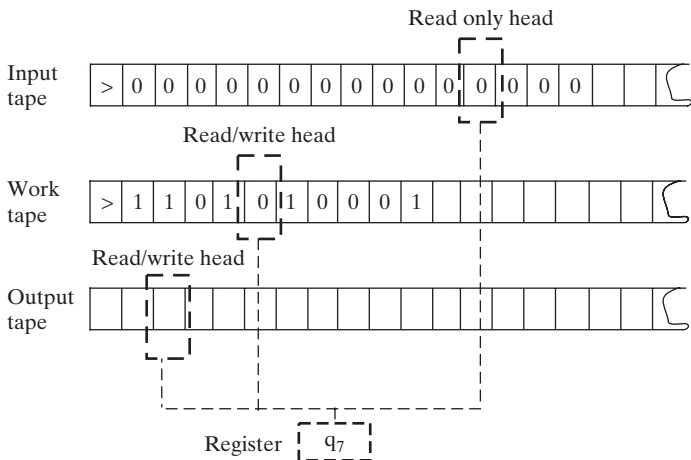 Read only head
Input tape
> 0 0 0 0 0 0 0 0 0 0 0 0 0 0 0
Read/write head
Work tape
> 1 1 0 1 0 1 0 0 0 1
Read/write head
Output tape
Register q₇